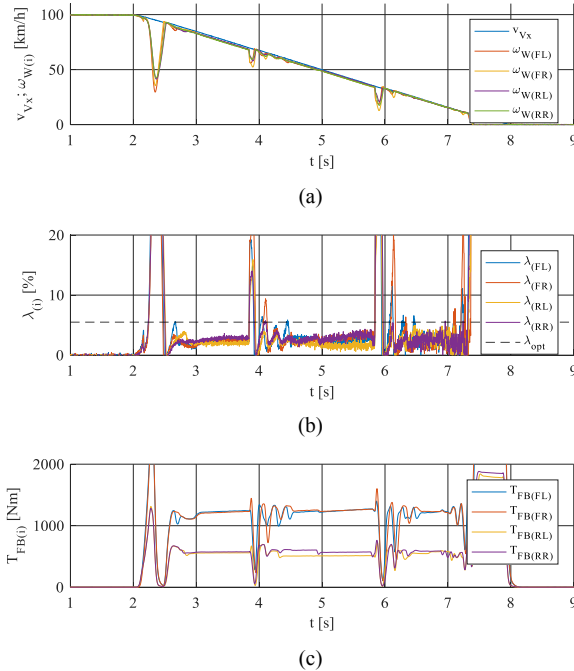 v_Vx; ω_W(i) [km/h]
100
50
0
v_Vx
ω_W(FL)
ω_W(FR)
ω_W(RL)
ω_W(RR)
1 2 3 4 5 6 7 8 9
t [s]
(a)
λ_(i) [%]
20
10
0
λ_(FL)
λ_(FR)
λ_(RL)
λ_(RR)
λ_opt
1 2 3 4 5 6 7 8 9
t [s]
(b)
T_FB(i) [Nm]
2000
1000
0
T_FB(FL)
T_FB(FR)
T_FB(RL)
T_FB(RR)
1 2 3 4 5 6 7 8 9
t [s]
(c)